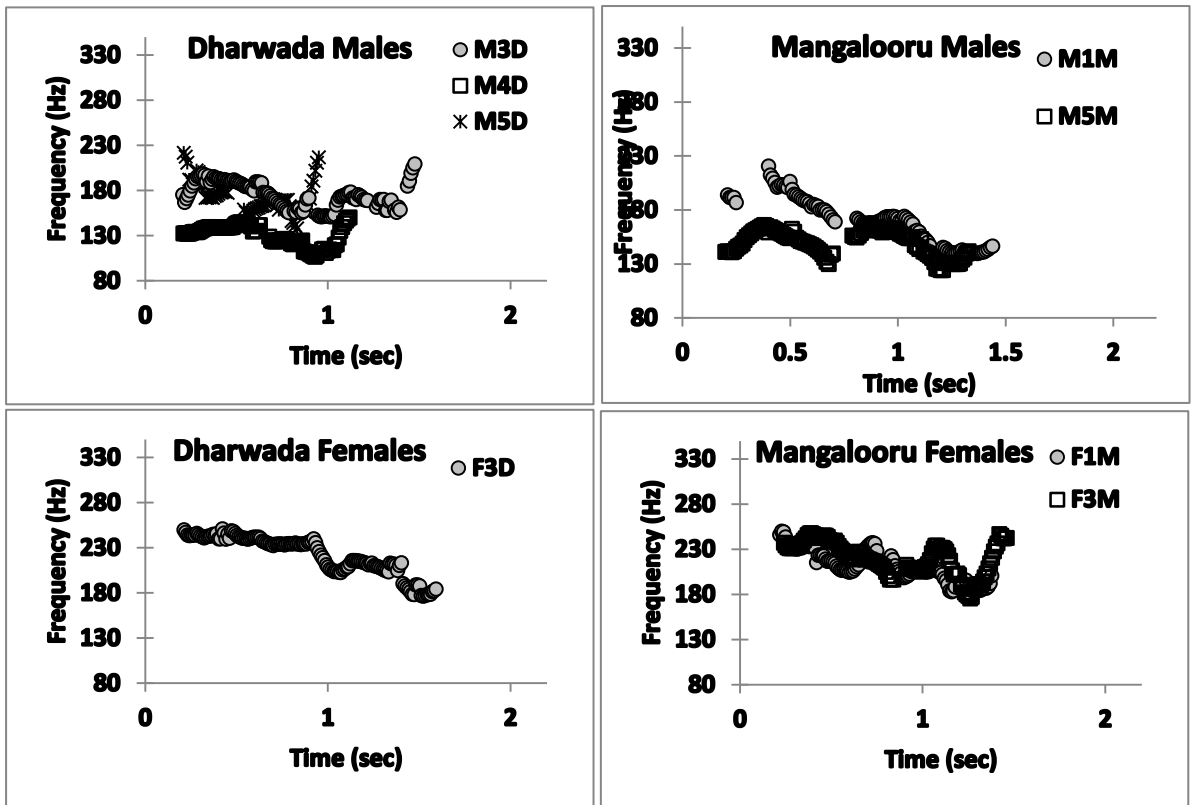 Dharwada Males
M3D
M4D
M5D
Frequency (Hz)
330
280
230
180
130
80
0
1
2
Time (sec)
Mangalooru Males
M1M
M5M
Frequency (Hz)
330
280
230
180
130
80
0
0.5
1
1.5
2
Time (sec)
Dharwada Females
F3D
Frequency (Hz)
330
280
230
180
130
80
0
1
2
Time (sec)
Mangalooru Females
F1M
F3M
Frequency (Hz)
330
280
230
180
130
80
0
1
2
Time (sec)